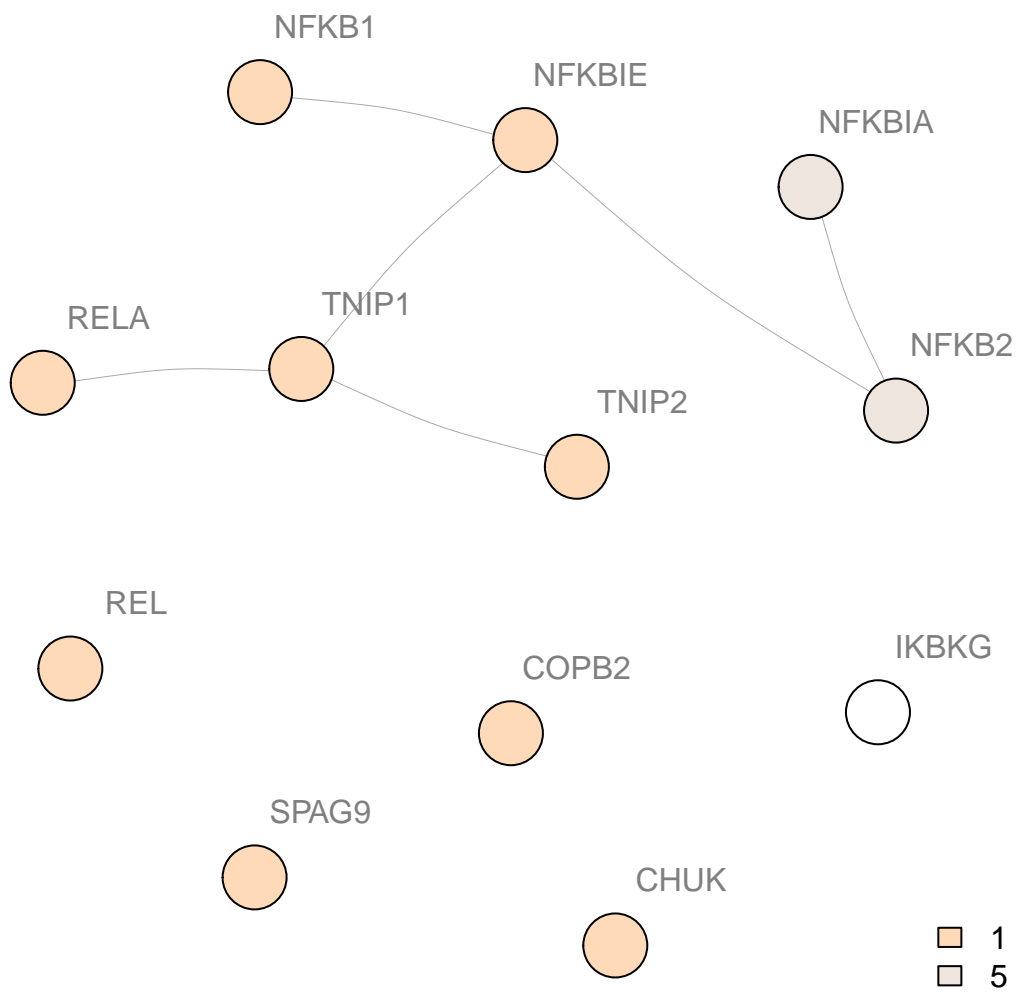 NFKB1
NFKBIE
NFKBIA
RELA
TNIP1
NFKB2
TNIP2
REL
COPB2
IKBKG
SPAG9
CHUK
1
5